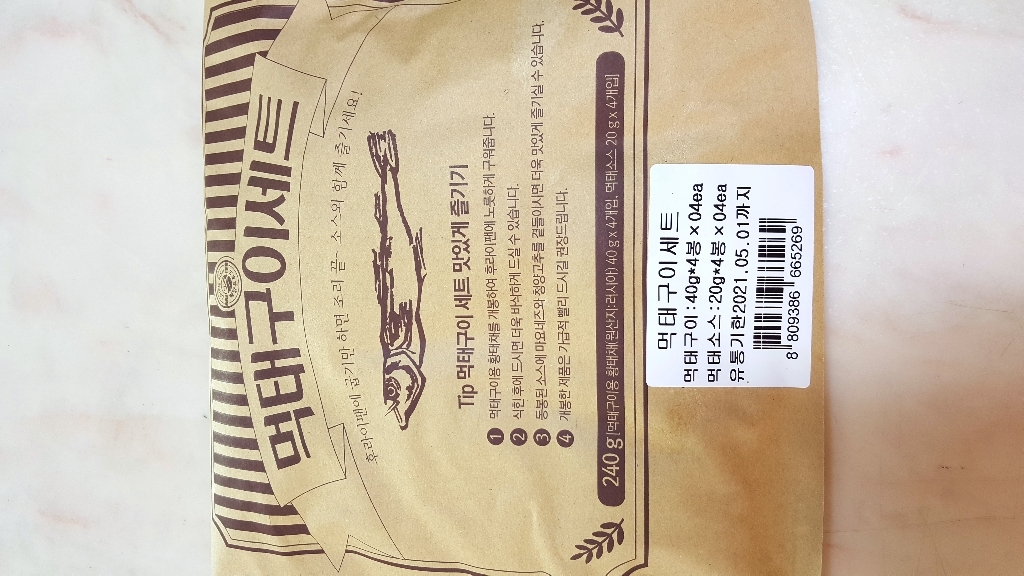 먹태구이세트
후라이팬에 굽기만 하면 조리 끝~ 소스와 함께 즐기세요!
Tip 먹태구이 세트 맛있게 즐기기
1 먹태구이용 황태채를 개봉하여 후라이팬에 노릇하게 구워줍니다.
2 식힌 후에 드시면 더욱 바삭하게 드실 수 있습니다.
3 동봉된 소스에 마요네즈와 청양고추를 곁들이시면 더욱 맛있게 즐기실 수 있습니다.
4 개봉한 제품은 가급적 빨리 드시길 권장드립니다.
240 g [먹태구이용 황태채(원산지:러시아) 40 g x 4개입, 먹태소스 20 g x 4개입]
먹태구이세트
먹태구이:40g*4봉×04ea
먹태소스:20g*4봉×04ea
유통기한2021.05.01까지
8 809386 665269